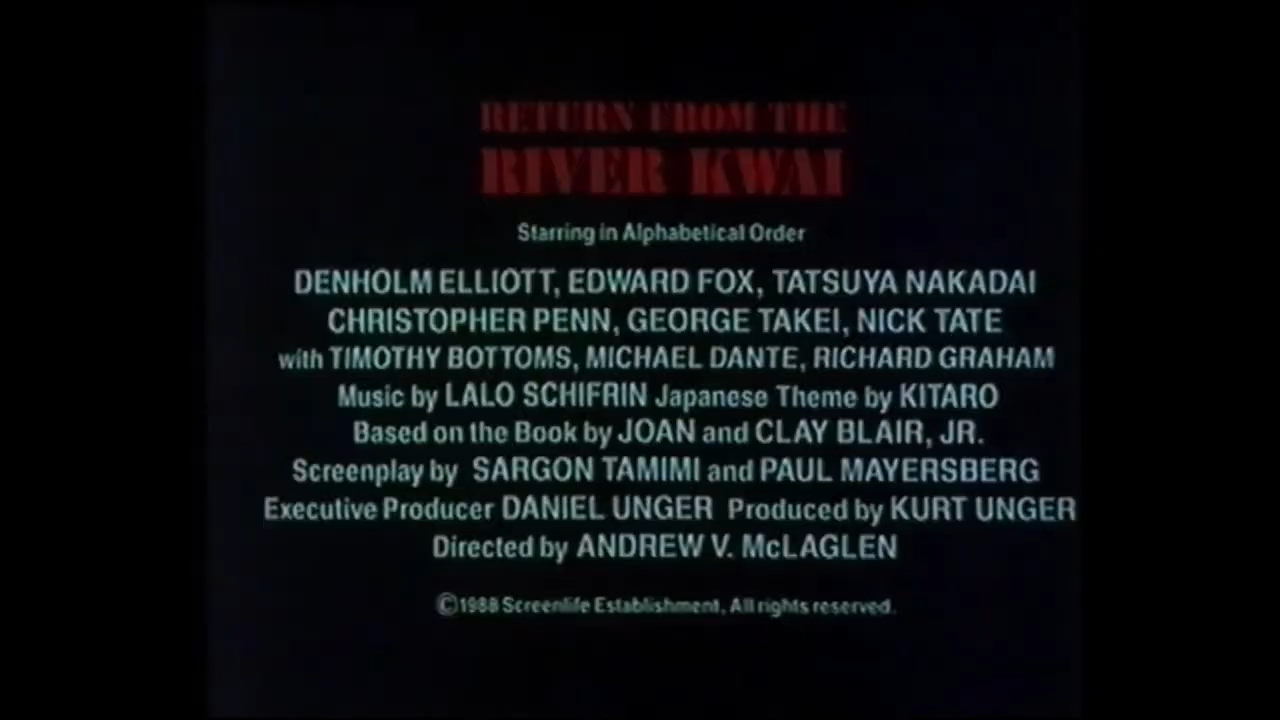 RETURN FROM THE
RIVER KWAI
Starring in Alphabetical Order
DENHOLM ELLIOTT, EDWARD FOX, TATSUYA NAKADAI
CHRISTOPHER PENN, GEORGE TAKEI, NICK TATE
with TIMOTHY BOTTOMS, MICHAEL DANTE, RICHARD GRAHAM
Music by LALO SCHIFRIN Japanese Theme by KITARO
Based on the Book by JOAN and CLAY BLAIR, JR.
Screenplay by SARGON TAMIMI and PAUL MAYERSBERG
Executive Producer DANIEL UNGER Produced by KURT UNGER
Directed by ANDREW V. McLAGLEN
©1988 Screenlife Establishment, All rights reserved.